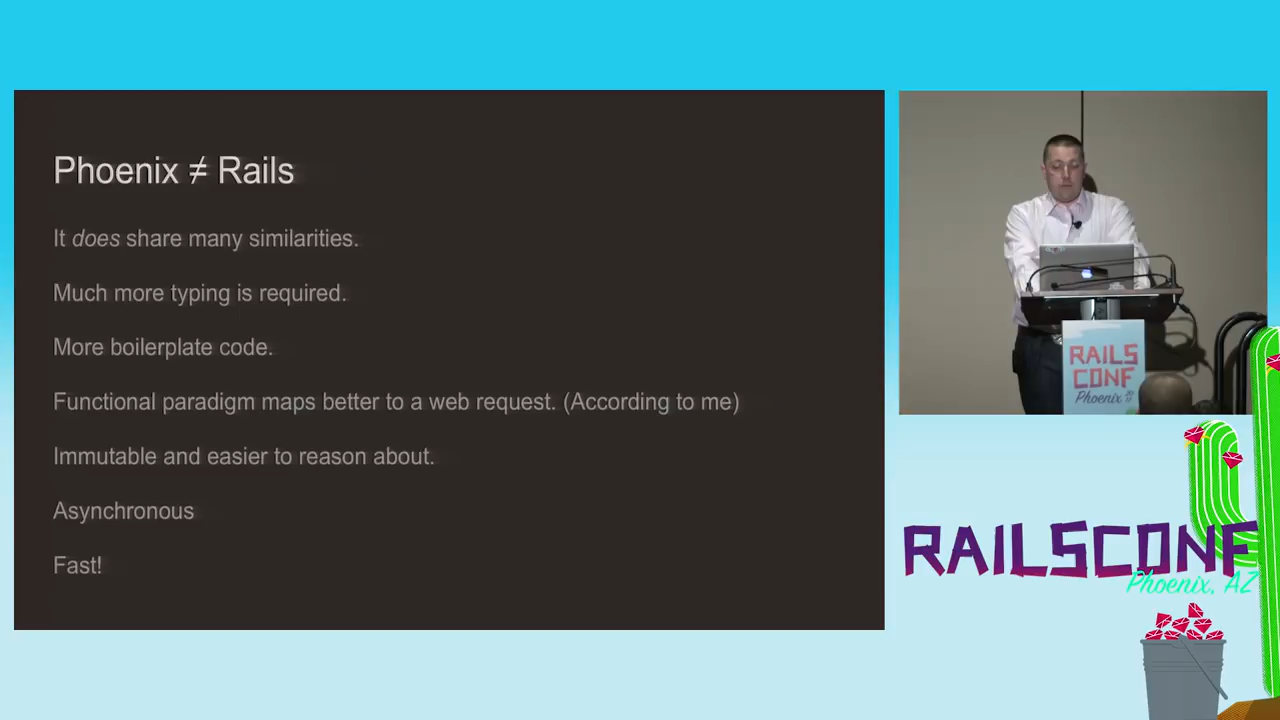 Phoenix ≠ Rails
It does share many similarities.
Much more typing is required.
More boilerplate code.
Functional paradigm maps better to a web request. (According to me)
Immutable and easier to reason about.
Asynchronous
Fast!
RAILS
CONF
Phoenix 2017
RAILSCONF
Phoenix, AZ